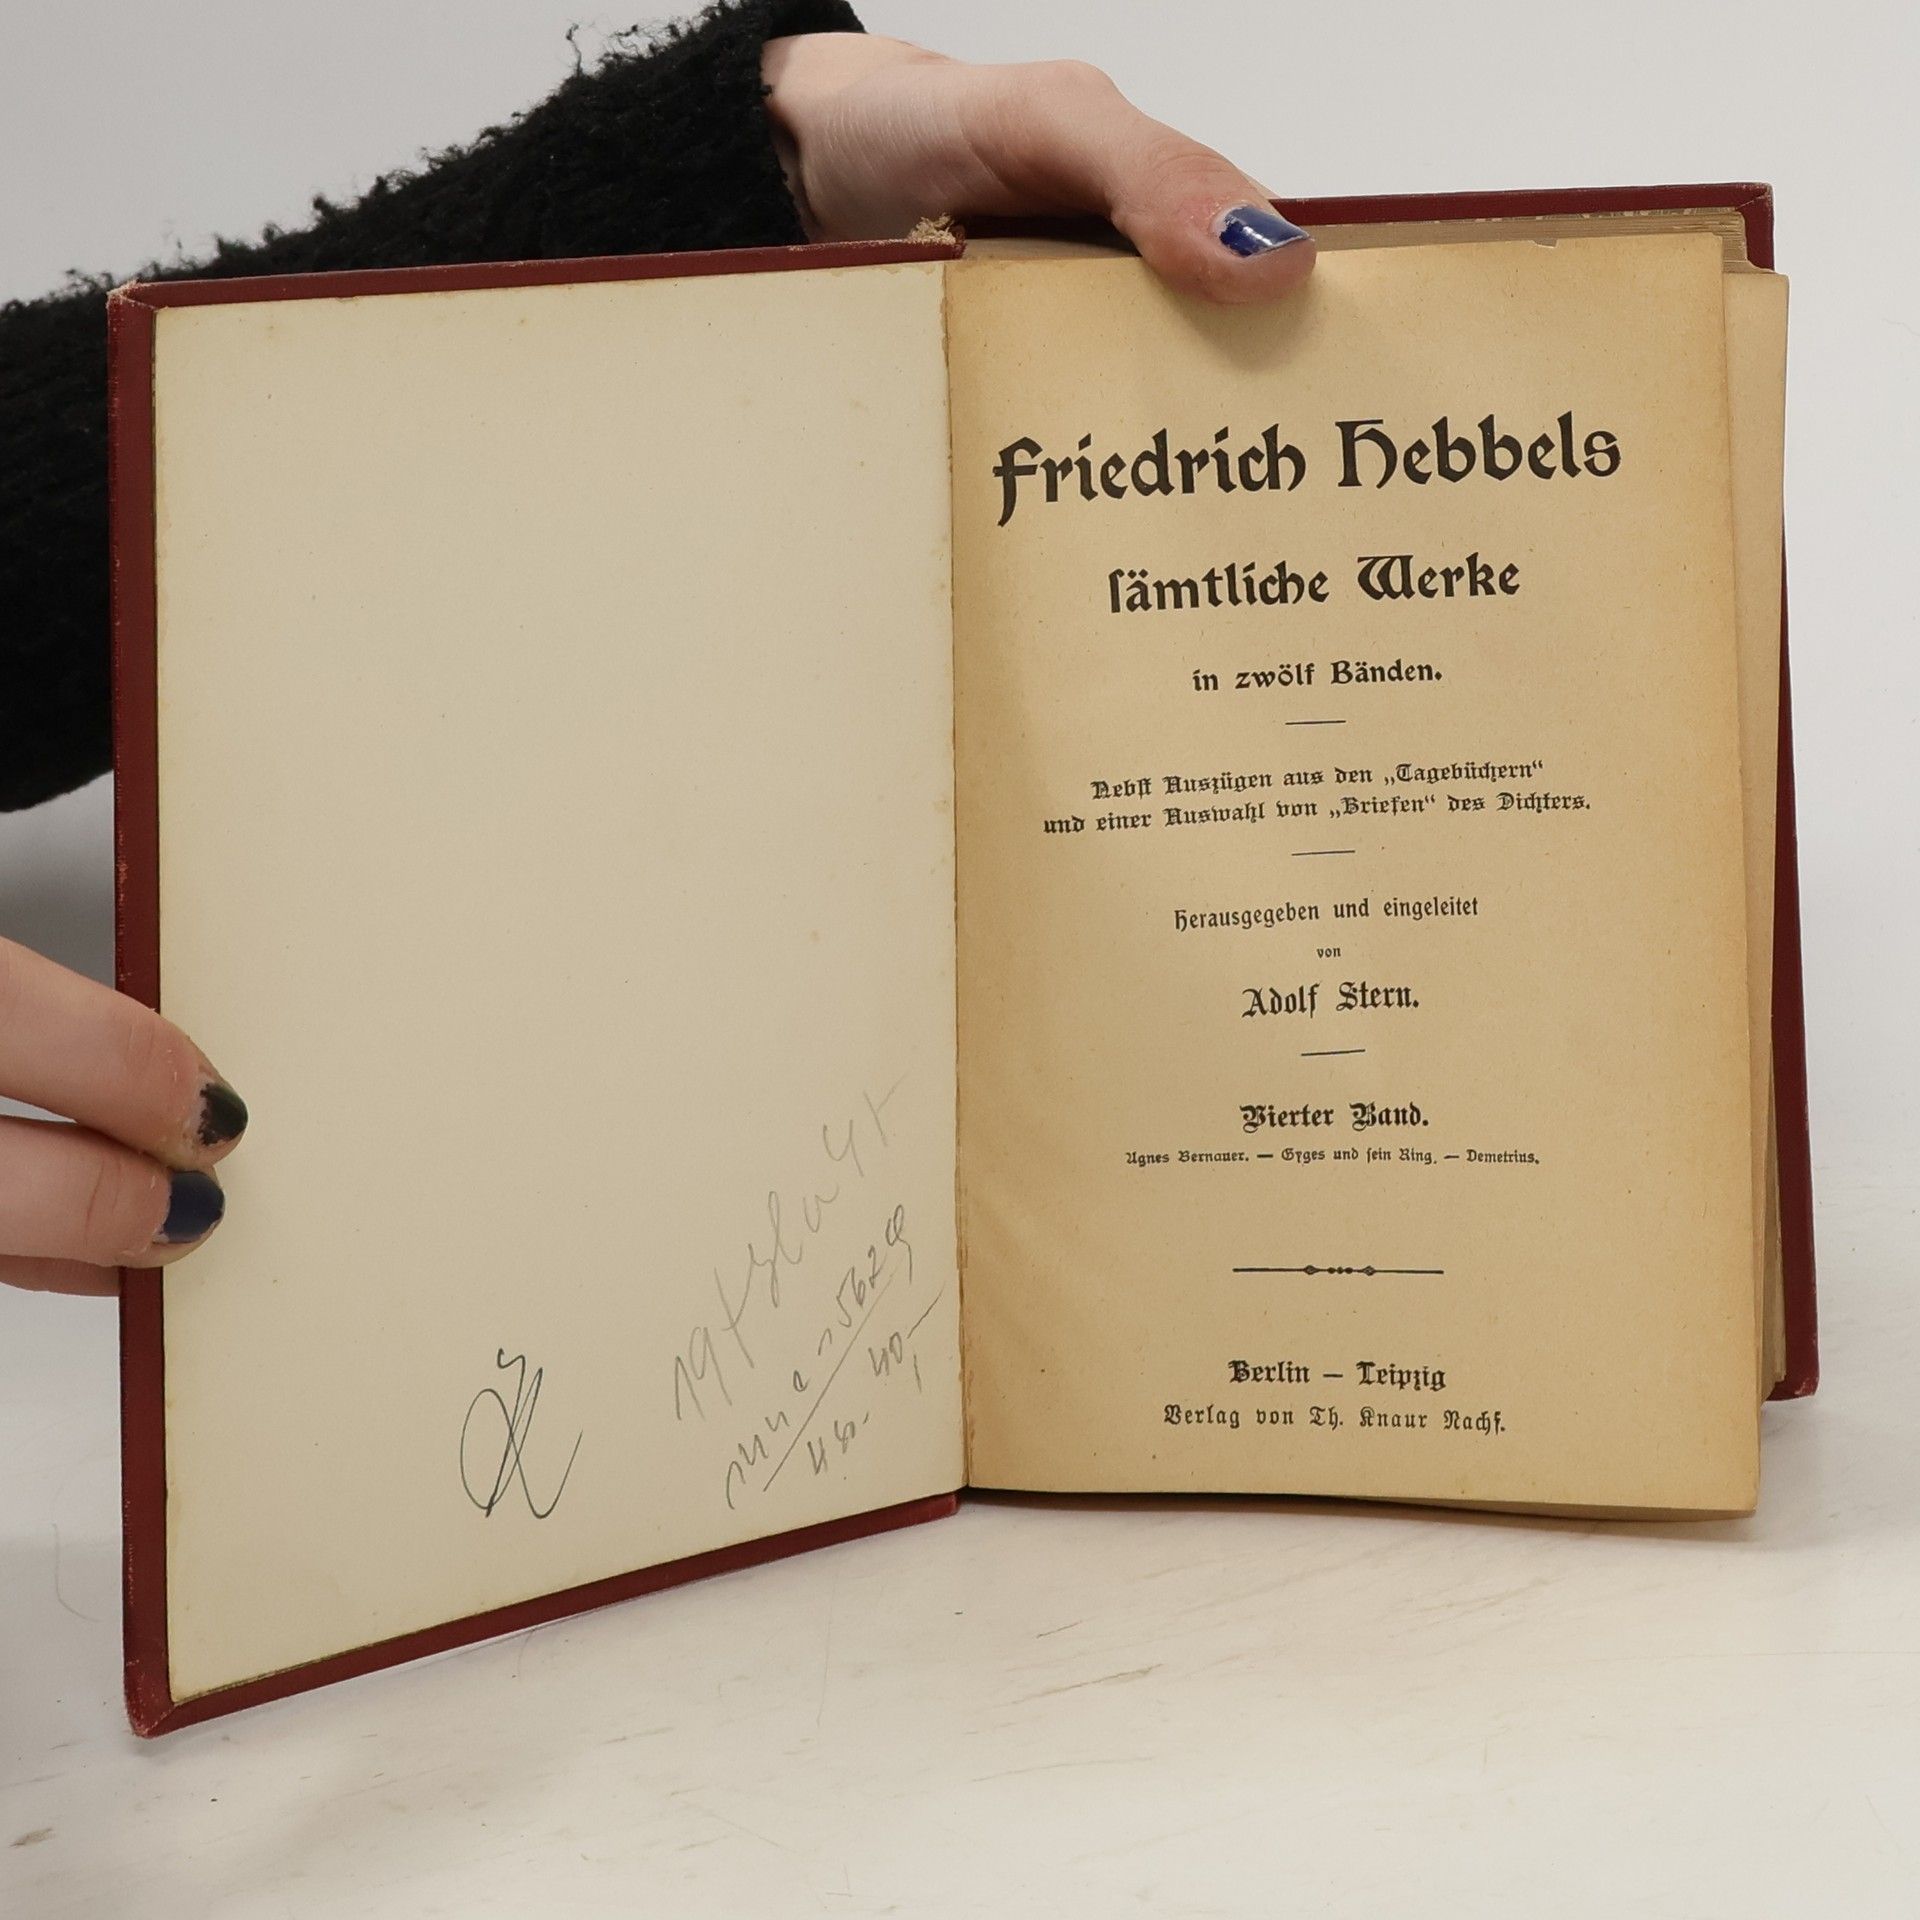 Friedrich Hebbels
ſämtliche Werke
in zwölf Bänden.
Nebſt Auszügen aus den „Tagebüchern“
und einer Auswahl von „Briefen“ des Dichters.
Herausgegeben und eingeleitet
von
Adolf Stern.
Vierter Band.
Agnes Bernauer. — Gyges und ſein Ring. — Demetrius.
Berlin — Leipzig
Verlag von Th. Knaur Nachf.
40,-